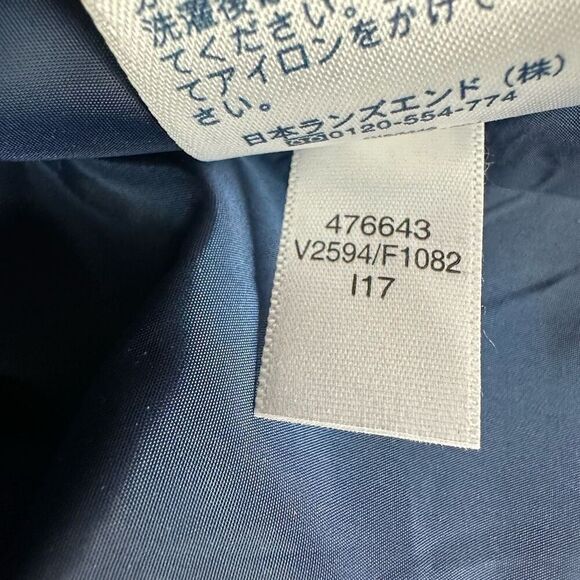 洗濯後は
てください。
てアイロンをかけて
さい。
日本ランズエンド（株）
0120-554-774
476643
V2594/F1082
I17